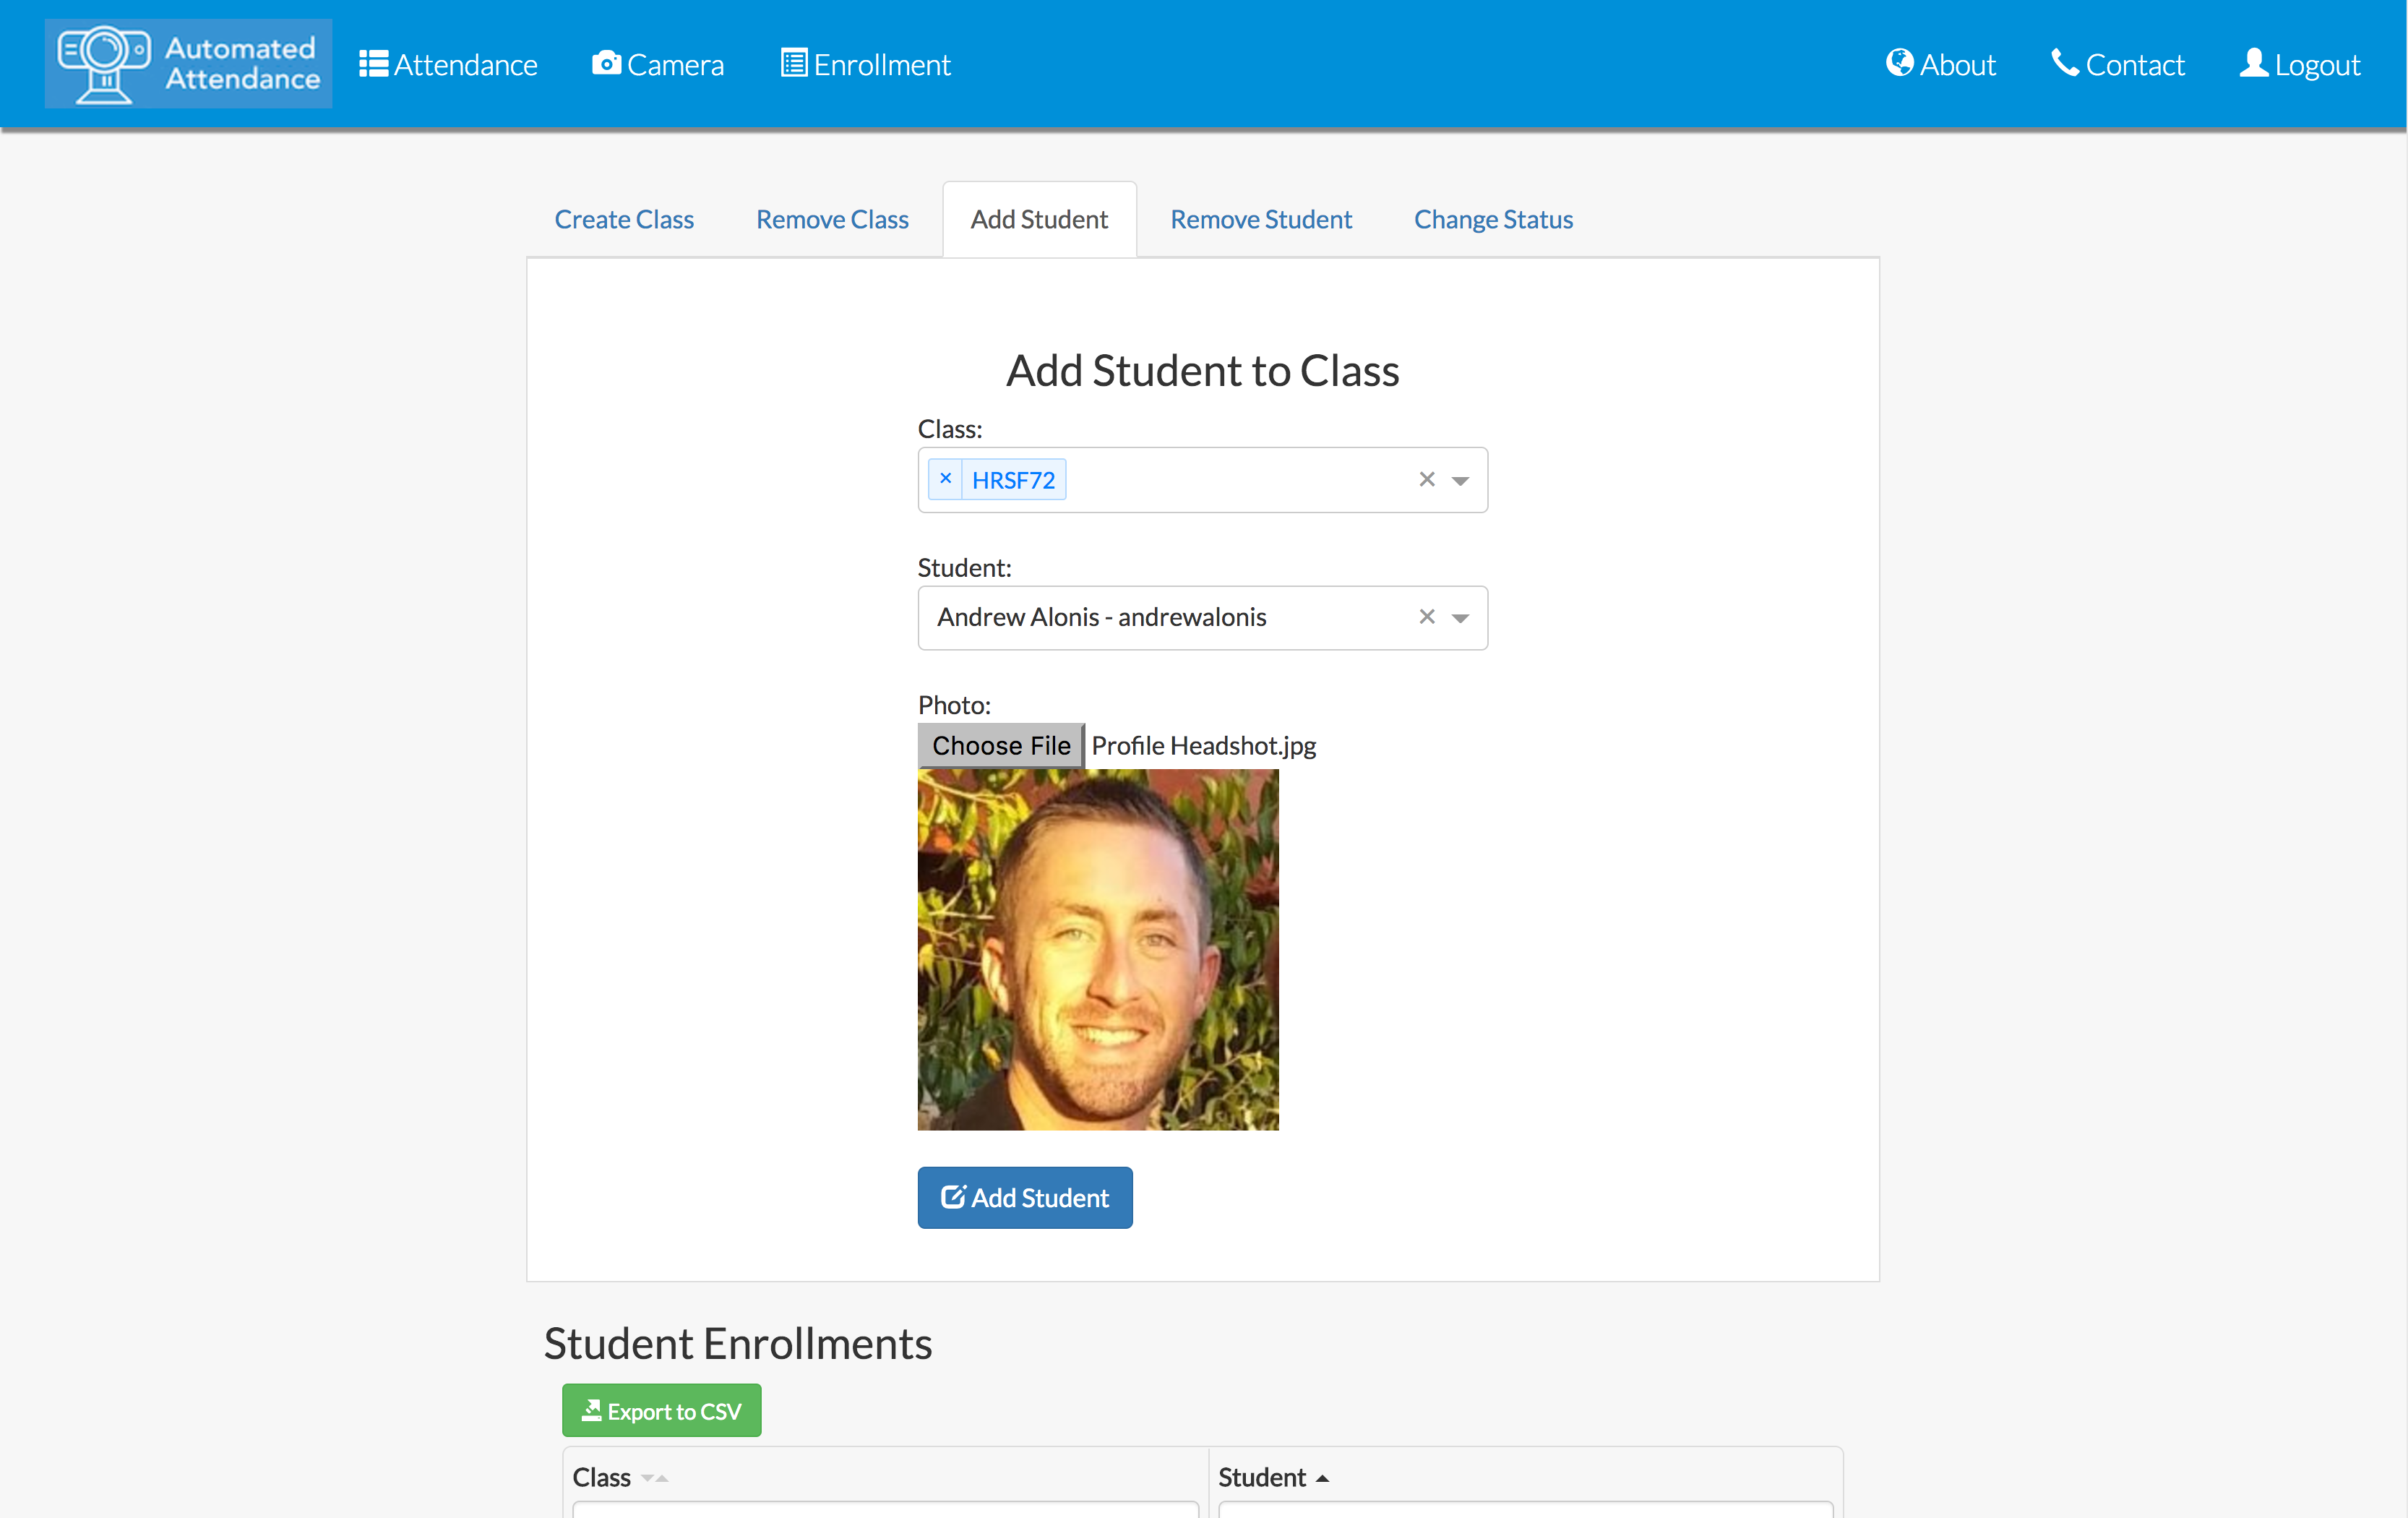 Automated
Attendance
Attendance
Camera
Enrollment
About
Contact
Logout
Create Class
Remove Class
Add Student
Remove Student
Change Status
Add Student to Class
Class:
× HRSF72 ×
Student:
Andrew Alonis - andrewalonis ×
Photo:
Choose File Profile Headshot.jpg
Add Student
Student Enrollments
Export to CSV
Class
Student